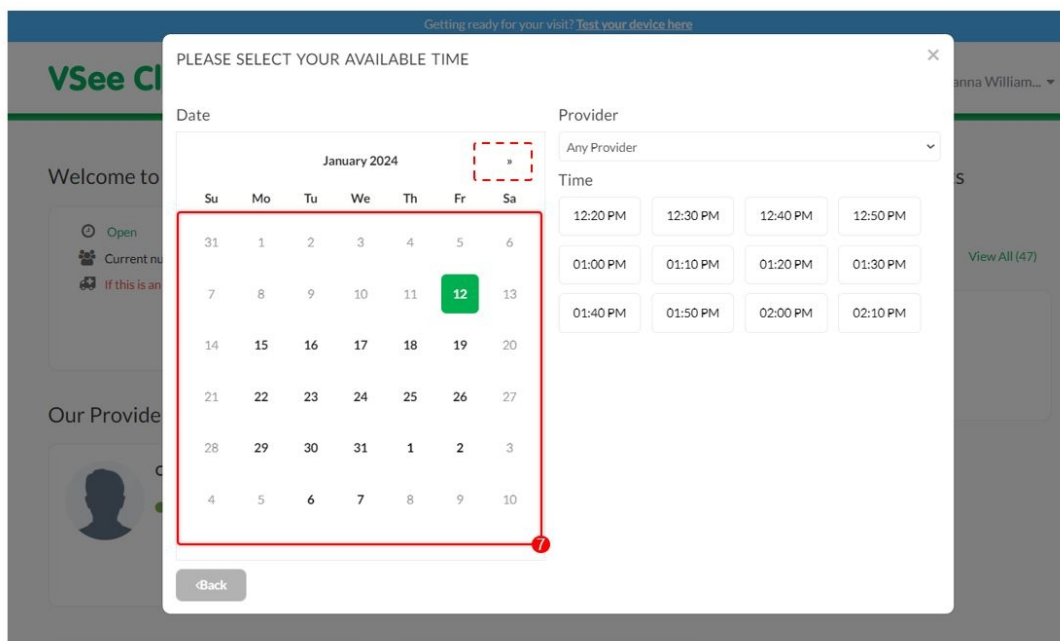 Getting ready for your visit? Test your device here
VSee Cl
anna William...
PLEASE SELECT YOUR AVAILABLE TIME
×
Date
January 2024
»
Su Mo Tu We Th Fr Sa
31 1 2 3 4 5 6
7 8 9 10 11 12 13
14 15 16 17 18 19 20
21 22 23 24 25 26 27
28 29 30 31 1 2 3
4 5 6 7 8 9 10
7
‹Back
Provider
Any Provider
Time
12:20 PM 12:30 PM 12:40 PM 12:50 PM
01:00 PM 01:10 PM 01:20 PM 01:30 PM
01:40 PM 01:50 PM 02:00 PM 02:10 PM
Welcome to
Open
Current nu
If this is an
Our Provide
s
View All (47)